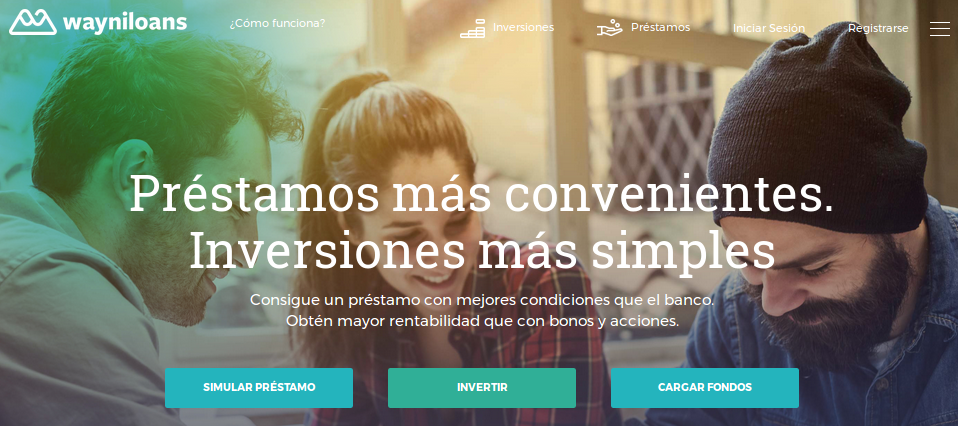 wayniloans
¿Cómo funciona?
Inversiones
Préstamos
Iniciar Sesión
Registrarse
Préstamos más convenientes.
Inversiones más simples
Consigue un préstamo con mejores condiciones que el banco.
Obtén mayor rentabilidad que con bonos y acciones.
SIMULAR PRÉSTAMO
INVERTIR
CARGAR FONDOS